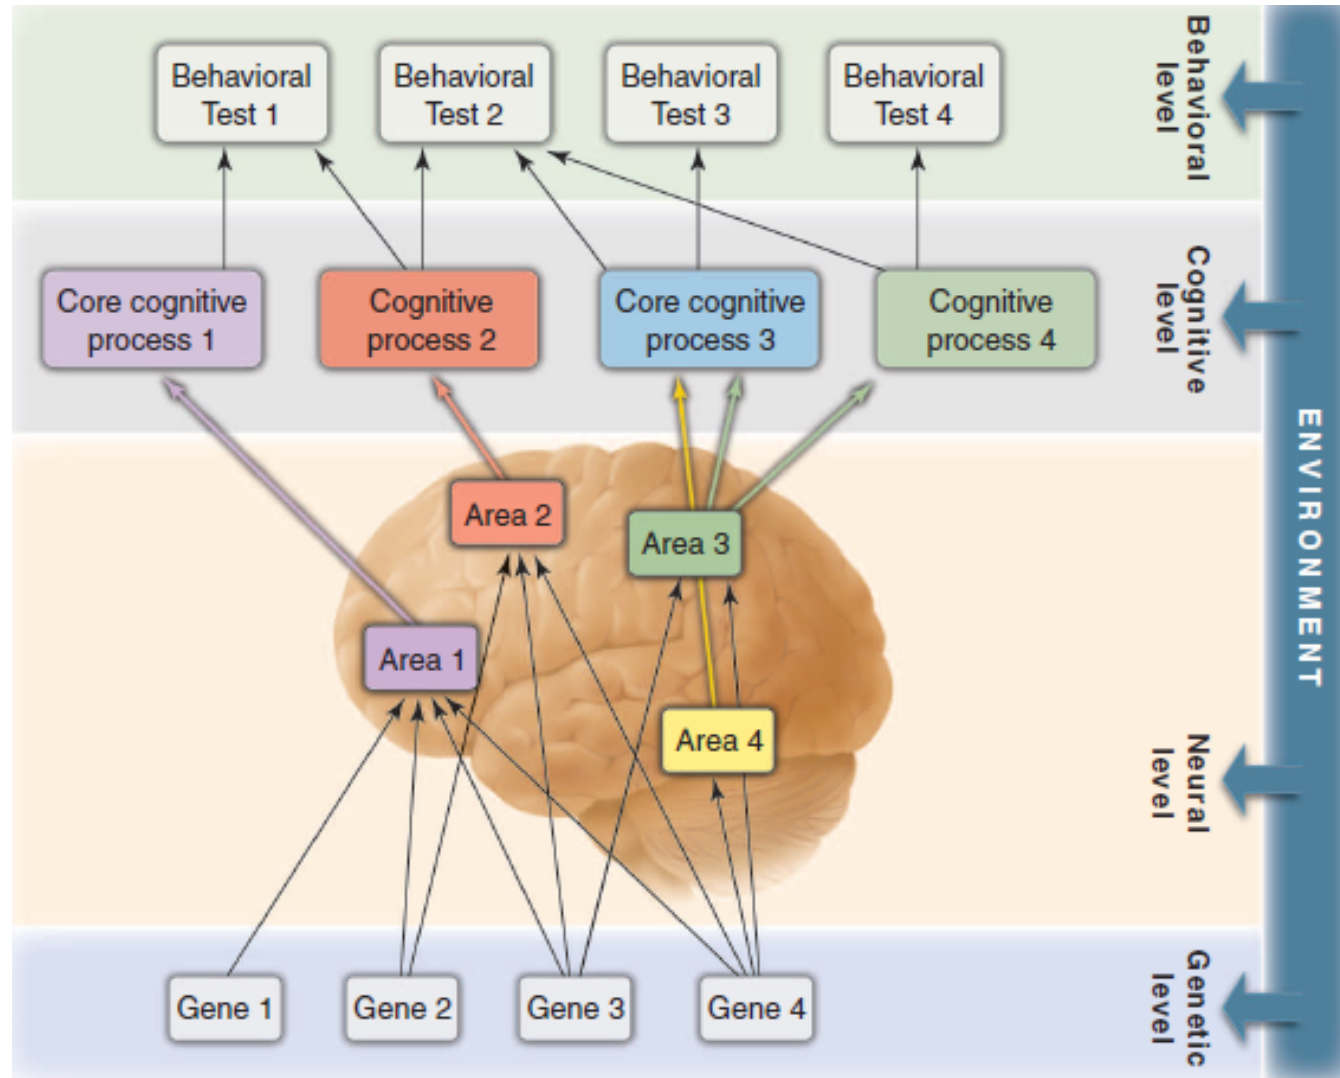 Behavioral
Test 1
Behavioral
Test 2
Behavioral
Test 3
Behavioral
Test 4
Behavioral
level
Core cognitive
process 1
Cognitive
process 2
Core cognitive
process 3
Cognitive
process 4
Cognitive
level
ENVIRONMENT
Area 2
Area 3
Area 1
Area 4
Neural
level
Gene 1
Gene 2
Gene 3
Gene 4
Genetic
level